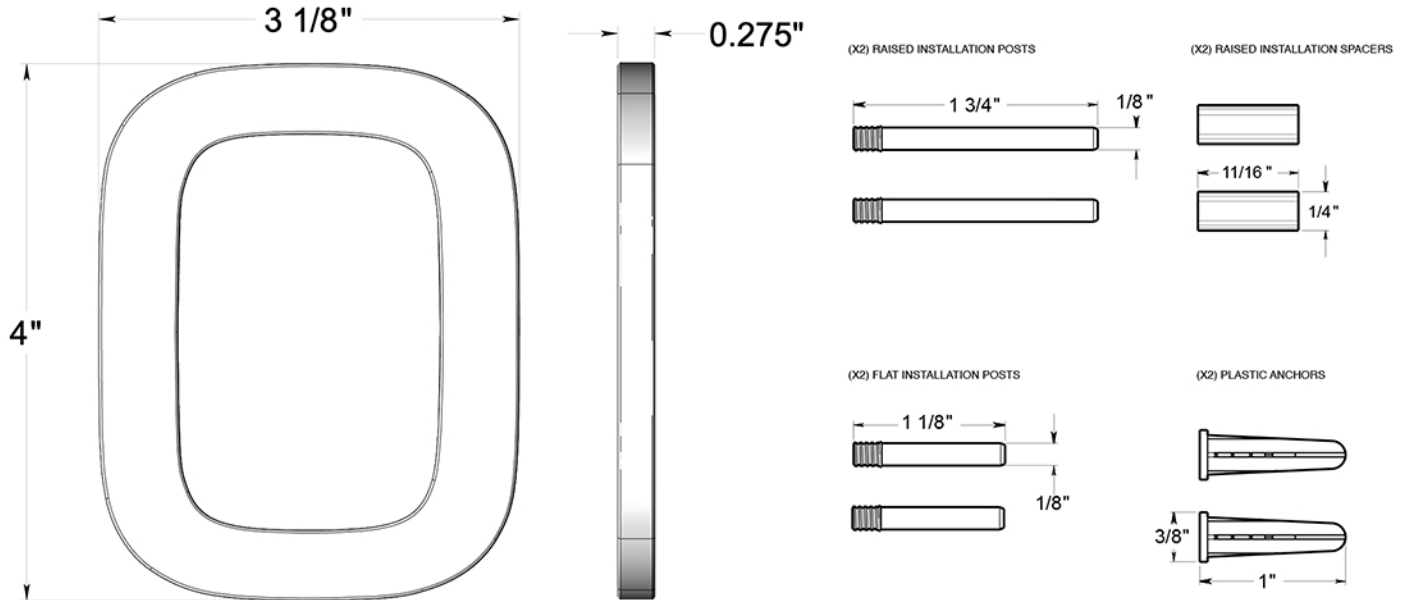 3 1/8"
0.275"
4"
(X2) RAISED INSTALLATION POSTS
1 3/4"
1/8"
(X2) RAISED INSTALLATION SPACERS
11/16 "
1/4"
(X2) FLAT INSTALLATION POSTS
1 1/8"
1/8"
(X2) PLASTIC ANCHORS
3/8"
1"